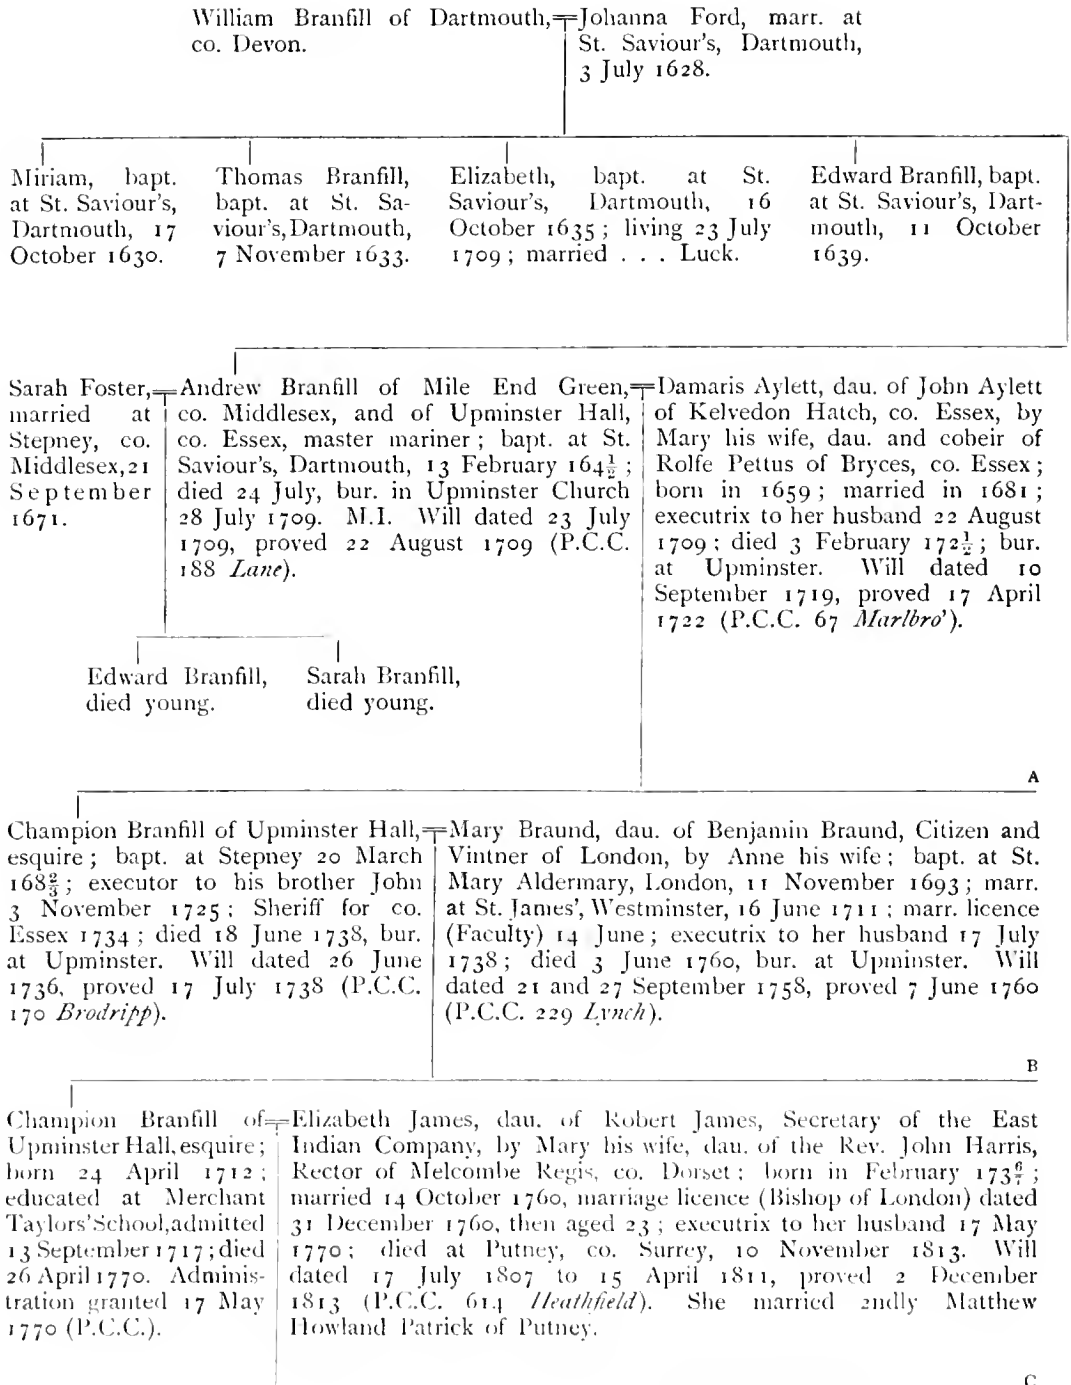 William Branfill of Dartmouth,
co. Devon.
Johanna Ford, marr. at
St. Saviour's, Dartmouth,
3 July 1628.
Miriam, bapt.
at St. Saviour's,
Dartmouth, 17
October 1630.
Thomas Branfill,
bapt. at St. Sa-
viour's, Dartmouth,
7 November 1633.
Elizabeth, bapt. at St.
Saviour's, Dartmouth, 16
October 1635; living 23 July
1709; married . . . Luck.
Edward Branfill, bapt.
at St. Saviour's, Dart-
mouth, 11 October
1639.
Sarah Foster,
married at
Stepney, co.
Middlesex, 21
September
1671.
Andrew Branfill of Mile End Green,
co. Middlesex, and of Upminster Hall,
co. Essex, master mariner; bapt. at St.
Saviour's, Dartmouth, 13 February 164½;
died 24 July, bur. in Upminster Church
28 July 1709. M.I. Will dated 23 July
1709, proved 22 August 1709 (P.C.C.
188 Lane).
Damaris Aylett, dau. of John Aylett
of Kelvedon Hatch, co. Essex, by
Mary his wife, dau. and coheir of
Rolfe Pettus of Bryces, co. Essex;
born in 1659; married in 1681;
executrix to her husband 22 August
1709; died 3 February 172½; bur.
at Upminster. Will dated 10
September 1719, proved 17 April
1722 (P.C.C. 67 Marlbro').
Edward Branfill,
died young.
Sarah Branfill,
died young.
A
Champion Branfill of Upminster Hall,
esquire; bapt. at Stepney 20 March
168⅔; executor to his brother John
3 November 1725; Sheriff for co.
Essex 1734; died 18 June 1738, bur.
at Upminster. Will dated 26 June
1736, proved 17 July 1738 (P.C.C.
170 Brodripp).
Mary Braund, dau. of Benjamin Braund, Citizen and
Vintner of London, by Anne his wife; bapt. at St.
Mary Aldermary, London, 11 November 1693; marr.
at St. James', Westminster, 16 June 1711; marr. licence
(Faculty) 14 June; executrix to her husband 17 July
1738; died 3 June 1760, bur. at Upminster. Will
dated 21 and 27 September 1758, proved 7 June 1760
(P.C.C. 229 Lynch).
B
Champion Branfill of
Upminster Hall, esquire;
born 24 April 1712;
educated at Merchant
Taylors' School, admitted
13 September 1717; died
26 April 1770. Adminis-
tration granted 17 May
1770 (P.C.C.).
Elizabeth James, dau. of Robert James, Secretary of the East
Indian Company, by Mary his wife, dau. of the Rev. John Harris,
Rector of Melcombe Regis, co. Dorset; born in February 173 6/7;
married 14 October 1760, marriage licence (Bishop of London) dated
31 December 1760, then aged 23; executrix to her husband 17 May
1770; died at Putney, co. Surrey, 10 November 1813. Will
dated 17 July 1807 to 15 April 1811, proved 2 December
1813 (P.C.C. 614 Heathfield). She married 2ndly Matthew
Howland Patrick of Putney.
C